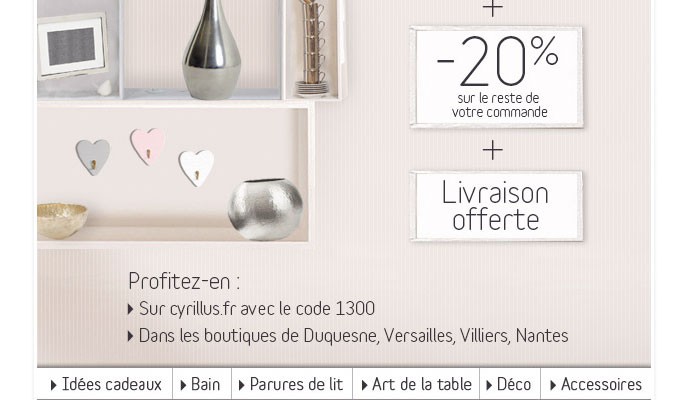 +
-20%
sur le reste de
votre commande
+
Livraison
offerte
Profitez-en :
Sur cyrillus.fr avec le code 1300
Dans les boutiques de Duquesne, Versailles, Villiers, Nantes
Idées cadeaux Bain Parures de lit Art de la table Déco Accessoires